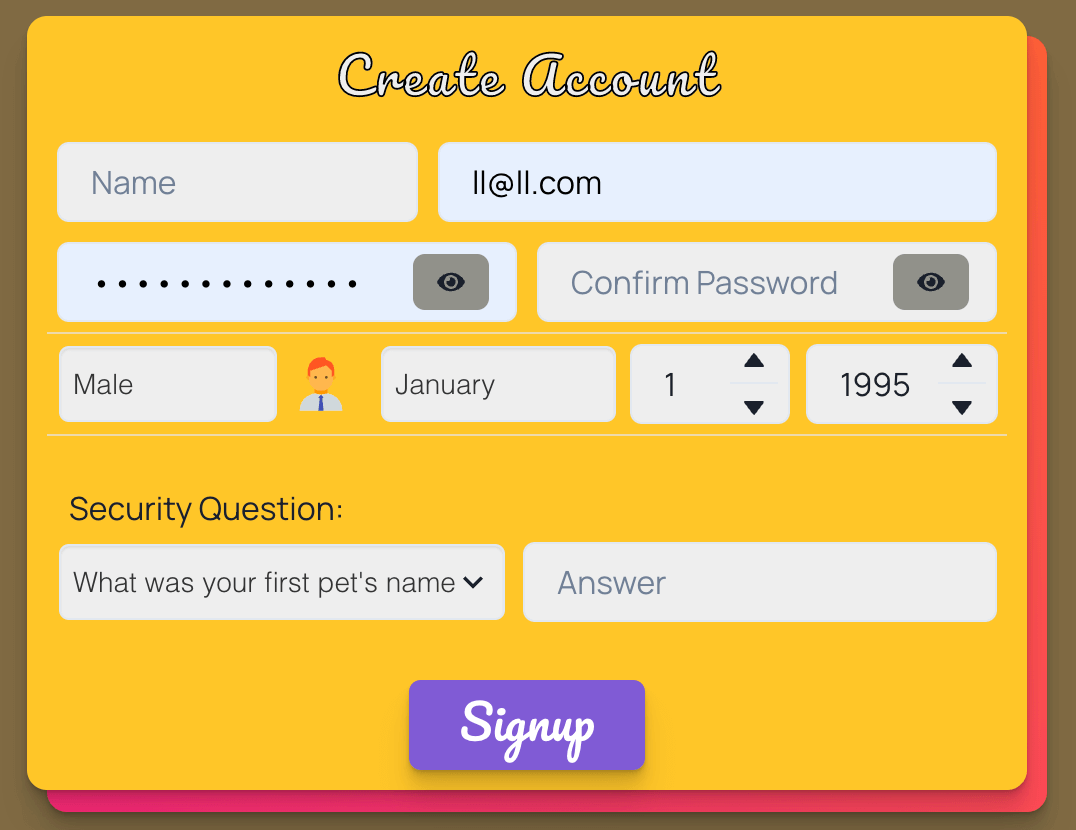 Create Account
Name ll@ll.com
••••••••••••• Confirm Password
Male January 1 1995
Security Question:
What was your first pet's name Answer
Signup